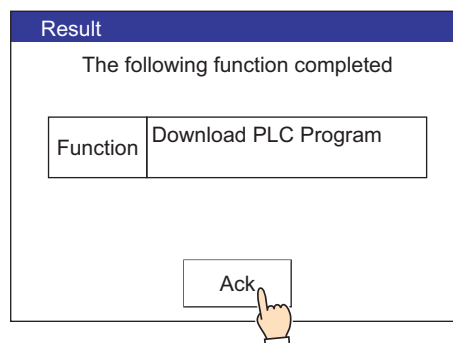 Result
The following function completed
Function
Download PLC Program
Ack